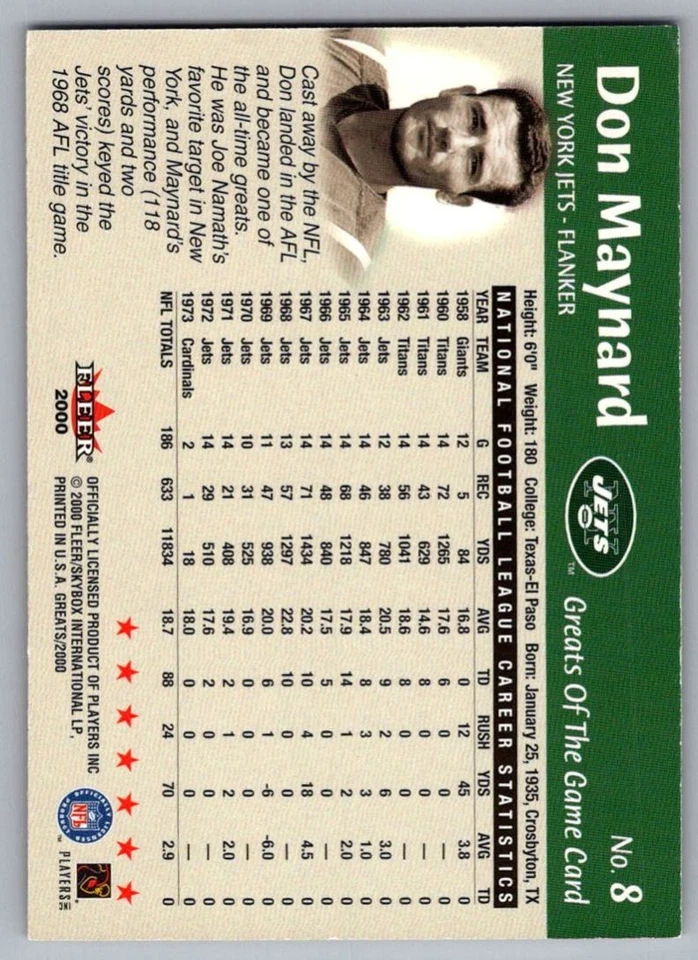 Don Maynard
NEW YORK JETS - FLANKER
JETS
TM
No. 8
Greats Of The Game Card
Height: 6'0" Weight: 180 College: Texas-El Paso Born: January 25, 1935, Crosbyton, TX
NATIONAL FOOTBALL LEAGUE CAREER STATISTICS
YEAR TEAM G REC YDS AVG TD RUSH YDS AVG TD
1958 Giants 12 5 84 16.8 0 12 45 3.8 0
1960 Titans 14 72 1265 17.6 6 0 0 — 0
1961 Titans 14 43 629 14.6 8 0 0 — 0
1962 Titans 14 56 1041 18.6 8 0 0 — 0
1963 Jets 12 38 780 20.5 9 2 6 3.0 0
1964 Jets 14 46 847 18.4 8 3 3 1.0 0
1965 Jets 14 68 1218 17.9 14 1 2 2.0 0
1966 Jets 14 48 840 17.5 5 0 0 — 0
1967 Jets 14 71 1434 20.2 10 4 18 4.5 0
1968 Jets 13 57 1297 22.8 10 0 0 — 0
1969 Jets 11 47 938 20.0 6 1 -6 -6.0 0
1970 Jets 10 31 525 16.9 0 0 0 — 0
1971 Jets 14 21 408 19.4 2 1 2 2.0 0
1972 Jets 14 29 510 17.6 2 0 0 — 0
1973 Cardinals 2 1 18 18.0 0 0 0 — 0
NFL TOTALS 186 633 11834 18.7 88 24 70 2.9 0
Cast away by the NFL,
Don landed in the AFL
and became one of
the all-time greats.
He was Joe Namath's
favorite target in New
York, and Maynard's
performance (118
yards and two
scores) keyed the
Jets' victory in the
1968 AFL title game.
FLEER®
2000
OFFICIALLY LICENSED PRODUCT OF PLAYERS INC
© 2000 FLEER/SKYBOX INTERNATIONAL LP,
PRINTED IN U.S.A. GREATS/2000
OFFICIALLY LICENSED PRODUCT
NFL
TM
PLAYERS INC